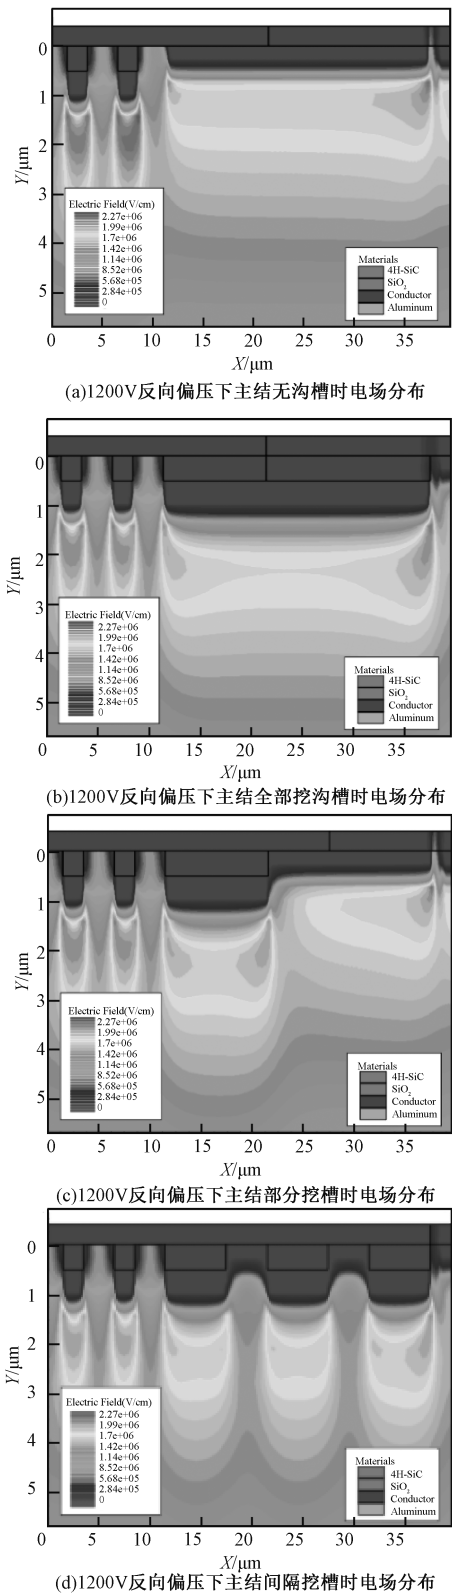 0
1
2
3
4
5
Y/μm
Electric Field(V/cm)
2.27e+06
1.99e+06
1.7e+06
1.42e+06
1.14e+06
8.52e+06
5.68e+05
2.84e+05
0
Materials
4H-SiC
SiO2
Conductor
Aluminum
0 5 10 15 20 25 30 35
X/μm
(a)1200V反向偏压下主结无沟槽时电场分布
0
1
2
3
4
5
Y/μm
Electric Field(V/cm)
2.27e+06
1.99e+06
1.7e+06
1.42e+06
1.14e+06
8.52e+06
5.68e+05
2.84e+05
0
Materials
4H-SiC
SiO2
Conductor
Aluminum
0 5 10 15 20 25 30 35
X/μm
(b)1200V反向偏压下主结全部挖沟槽时电场分布
0
1
2
3
4
5
Y/μm
Electric Field(V/cm)
2.27e+06
1.99e+06
1.7e+06
1.42e+06
1.14e+06
8.52e+06
5.68e+05
2.84e+05
0
Materials
4H-SiC
SiO2
Conductor
Aluminum
0 5 10 15 20 25 30 35
X/μm
(c)1200V反向偏压下主结部分挖槽时电场分布
0
1
2
3
4
5
Y/μm
Electric Field(V/cm)
2.27e+06
1.99e+06
1.7e+06
1.42e+06
1.14e+06
8.52e+06
5.68e+05
2.84e+05
0
Materials
4H-SiC
SiO2
Conductor
Aluminum
0 5 10 15 20 25 30 35
X/μm
(d)1200V反向偏压下主结间隔挖槽时电场分布